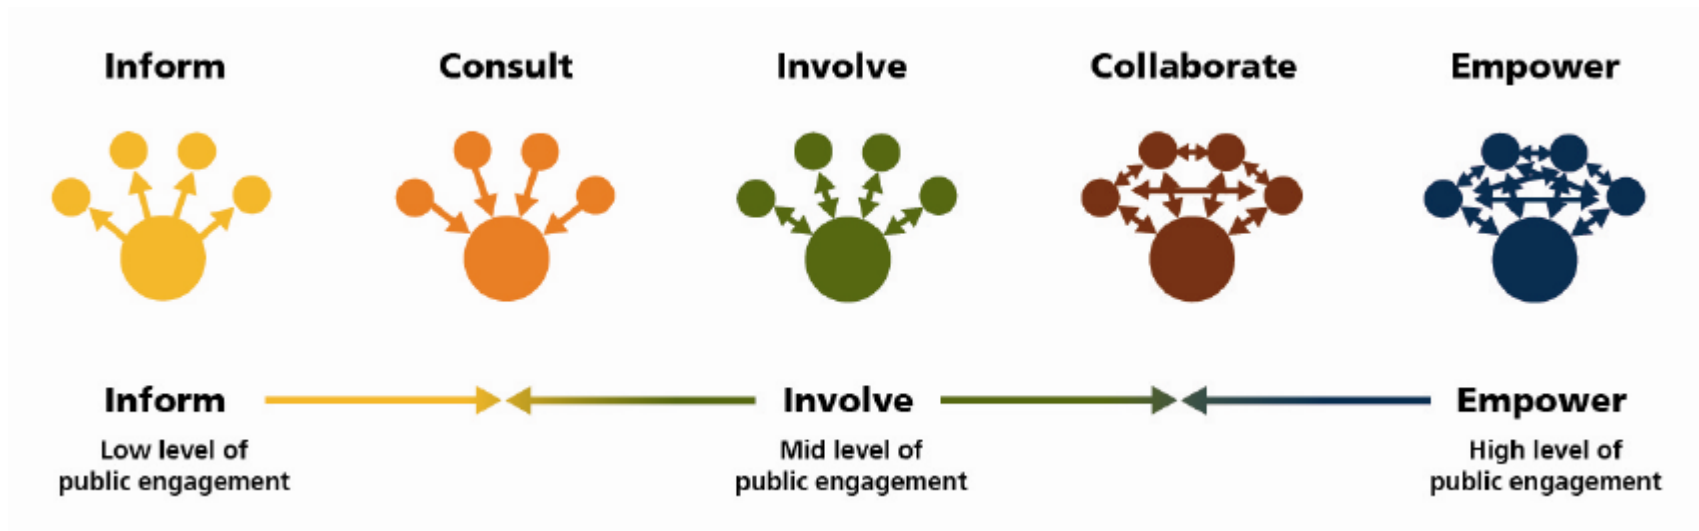 Inform
Consult
Involve
Collaborate
Empower
Inform
Involve
Empower
Low level of
public engagement
Mid level of
public engagement
High level of
public engagement